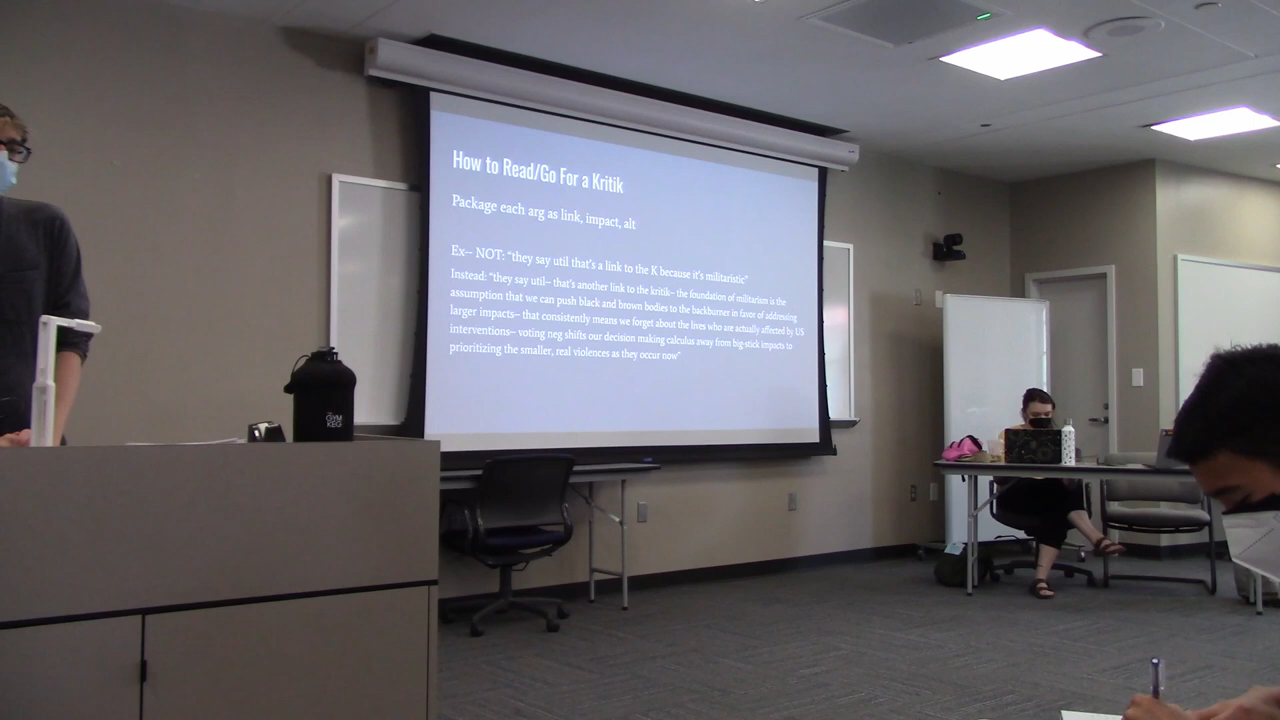 How to Read/Go For a Kritik
Package each arg as link, impact, alt
Ex-- NOT: "they say util that's a link to the K because it's militaristic"
Instead: "they say util-- that's another link to the kritik-- the foundation of militarism is the
assumption that we can push black and brown bodies to the backburner in favor of addressing
larger impacts-- that consistently means we forget about the lives who are actually affected by US
interventions-- voting neg shifts our decision making calculus away from big-stick impacts to
prioritizing the smaller, real violences as they occur now"
THE
GYM
KEG